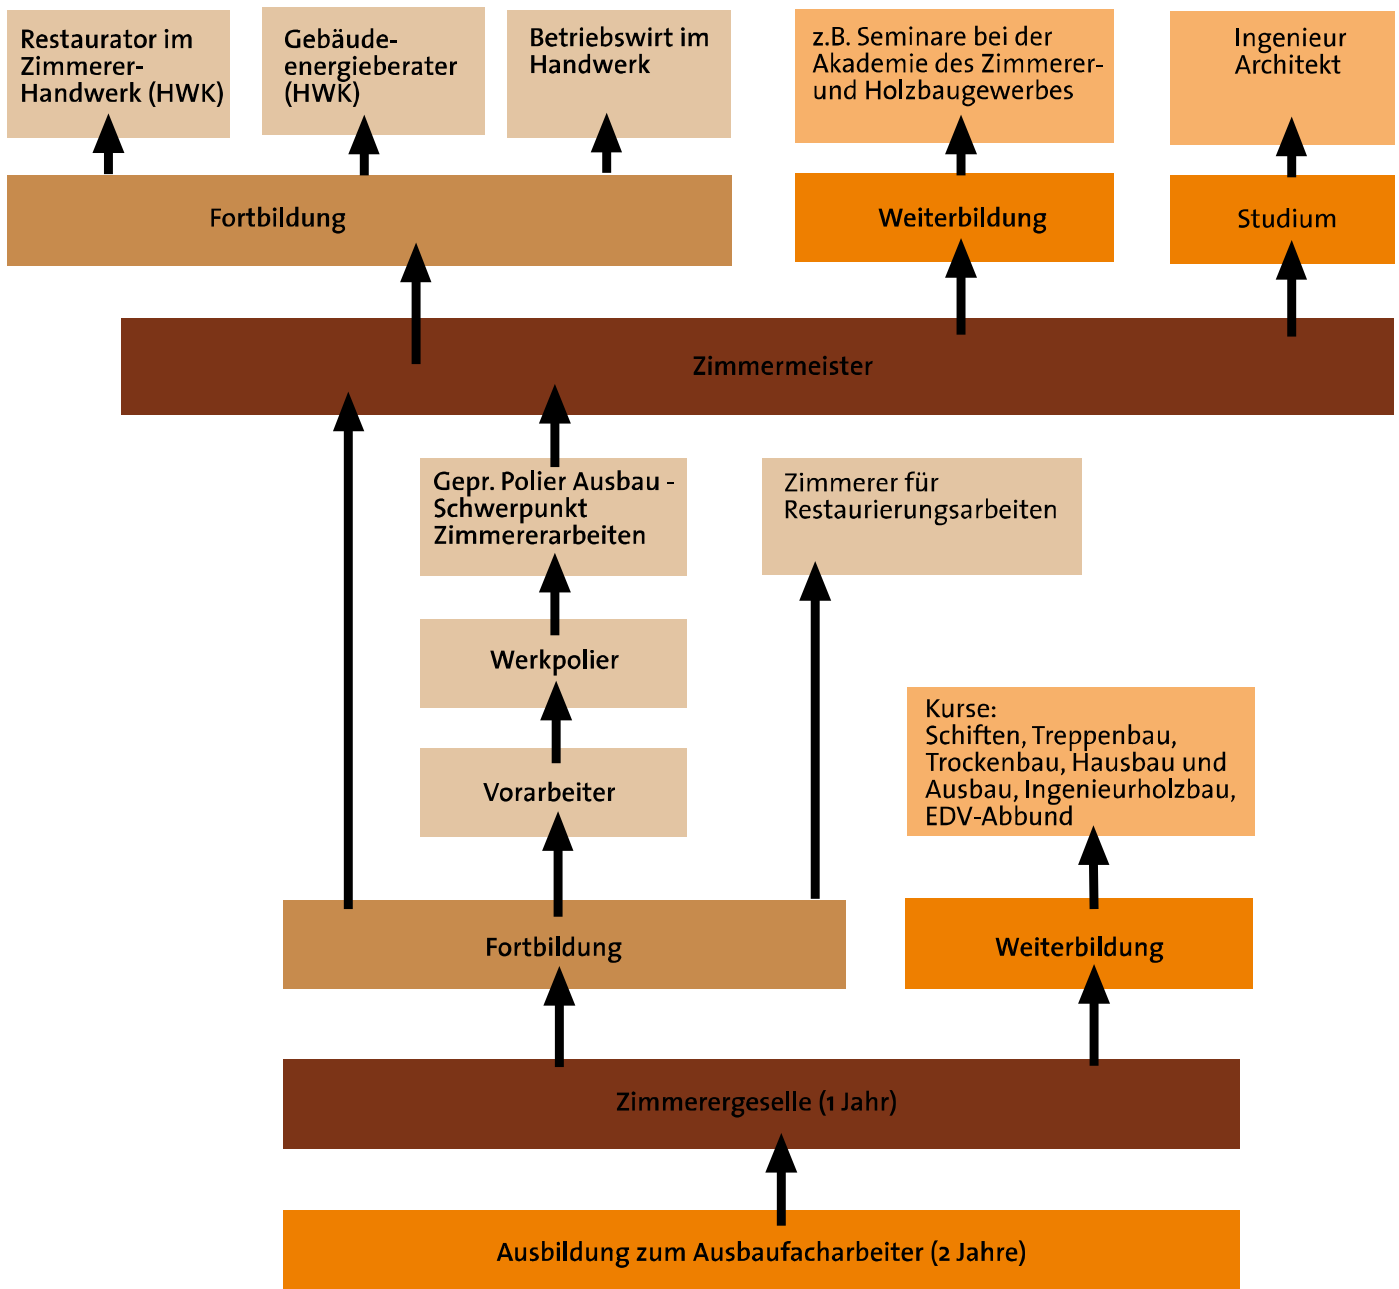 Restaurator im
Zimmerer-
Handwerk (HWK)
Gebäude-
energieberater
(HWK)
Betriebswirt im
Handwerk
z.B. Seminare bei der
Akademie des Zimmerer-
und Holzbaugewerbes
Ingenieur
Architekt
Fortbildung
Weiterbildung
Studium
Zimmermeister
Gepr. Polier Ausbau -
Schwerpunkt
Zimmererarbeiten
Zimmerer für
Restaurierungsarbeiten
Werkpolier
Kurse:
Schiften, Treppenbau,
Trockenbau, Hausbau und
Ausbau, Ingenieurholzbau,
EDV-Abbund
Vorarbeiter
Fortbildung
Weiterbildung
Zimmerergeselle (1 Jahr)
Ausbildung zum Ausbaufacharbeiter (2 Jahre)